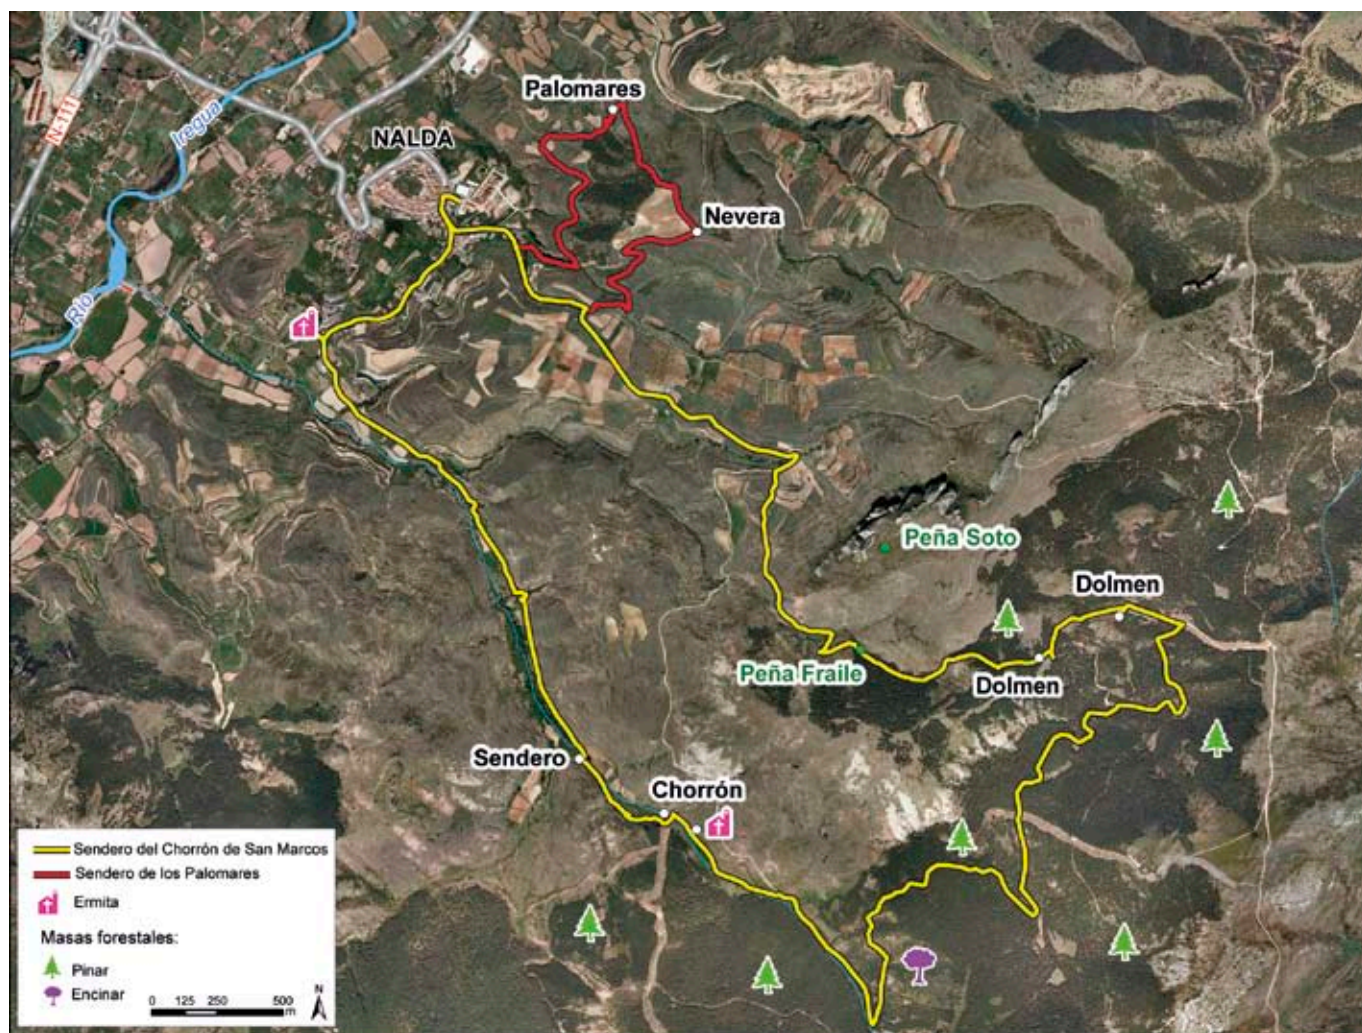 N-111
Iregua
Río
NALDA
Palomares
Nevera
Peña Soto
Dolmen
Peña Fraile
Dolmen
Sendero
Chorrón
Sendero del Chorrón de San Marcos
Sendero de los Palomares
Ermita
Masas forestales:
Pinar
Encinar
0 125 250 500
m
N